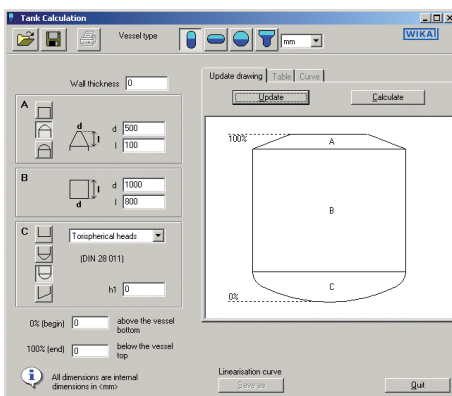 Tank Calculation
Vessel type
mm
WIKA
Wall thickness 0
Update drawing Table Curve
Update Calculate
A
d
l
d 500
l 100
B
l
d
d 1000
l 800
C
Torispherical heads
(DIN 28 011)
h1 0
100%
A
B
C
0%
0% (begin) 0 above the vessel
bottom
100% (end) 0 below the vessel
top
All dimensions are internal
dimensions in <mm>
Linearisation curve
Save as
Quit